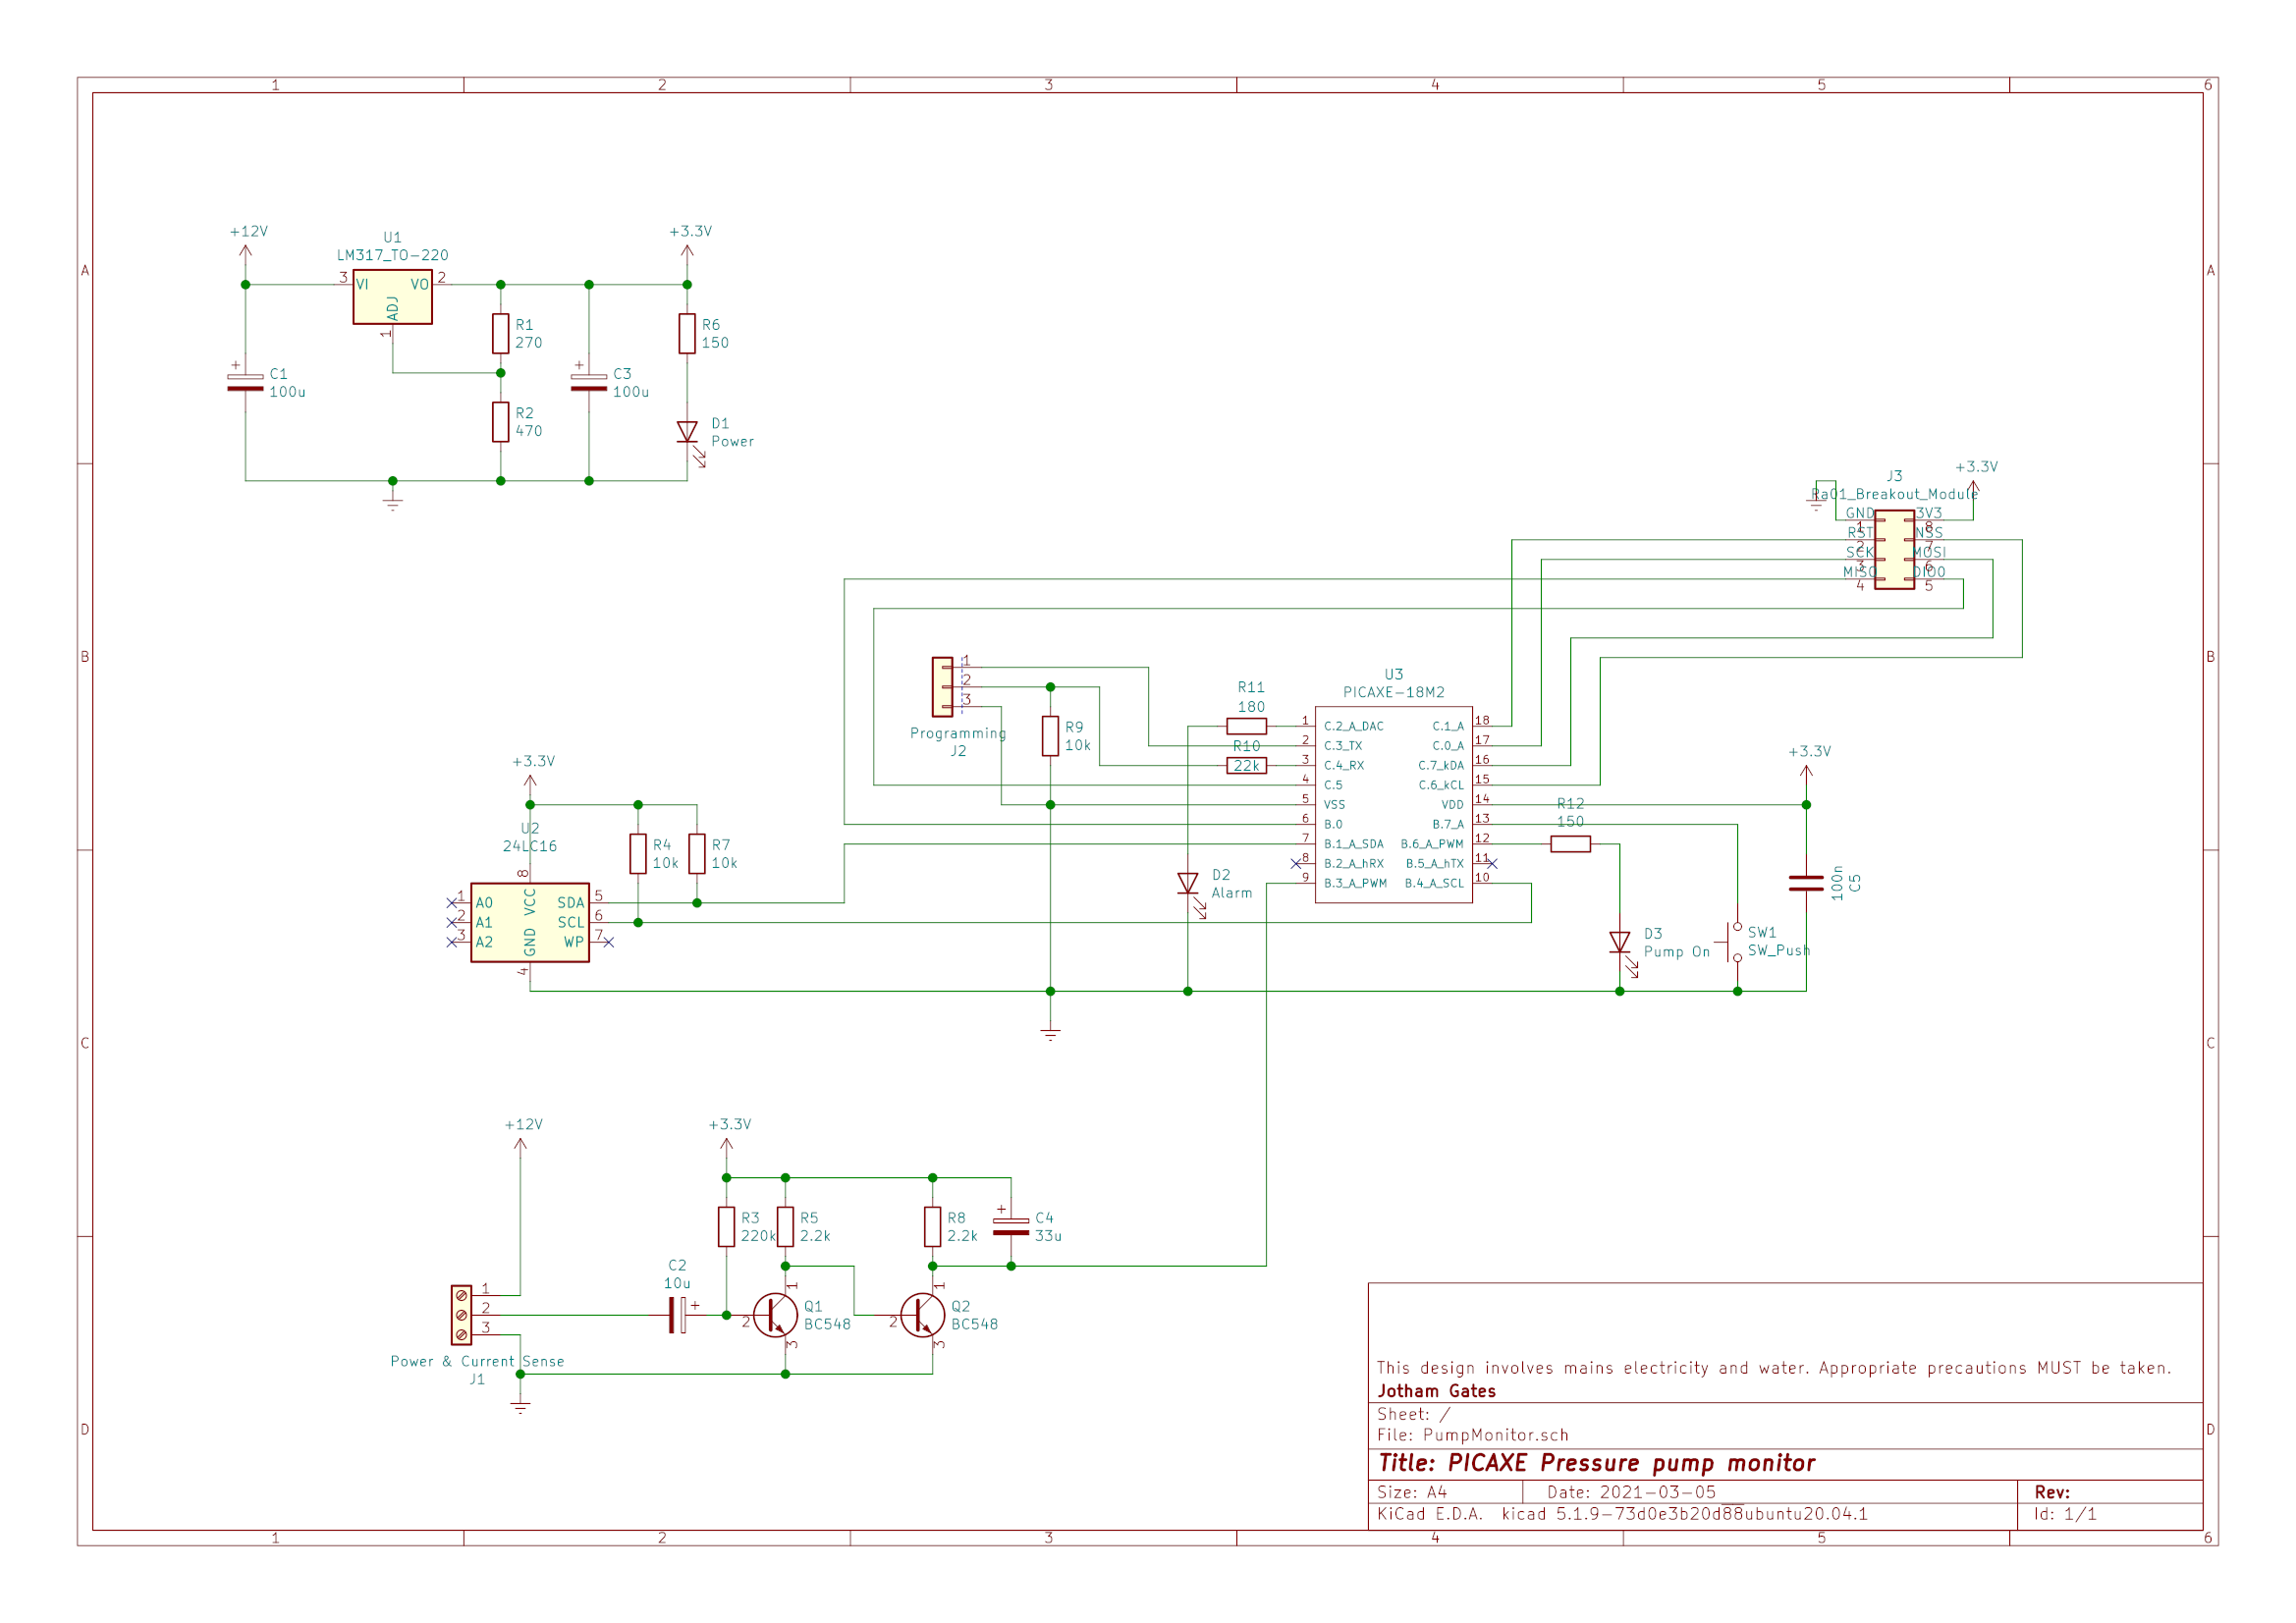 1 2 3 4 5 6
A A
B B
C C
D D
+12V
U1
LM317_TO-220
3 VI VO 2
ADJ
1
+3.3V
R1
270
R2
470
C1
100u
C3
100u
R6
150
D1
Power
J3
Ra01_Breakout_Module
+3.3V
GND 3V3
1 8
RST NSS
2 7
SCK MOSI
3 6
MISO DIO0
4 5
1
2
3
Programming
J2
R9
10k
R11
180
R10
22k
U3
PICAXE-18M2
1 C.2_A_DAC C.1_A 18
2 C.3_TX C.0_A 17
3 C.4_RX C.7_kDA 16
4 C.5 C.6_kCL 15
5 VSS VDD 14
6 B.0 B.7_A 13
7 B.1_A_SDA B.6_A_PWM 12
8 B.2_A_hRX B.5_A_hTX 11
9 B.3_A_PWM B.4_A_SCL 10
R12
150
+3.3V
100n
C5
D2
Alarm
D3
Pump On
SW1
SW_Push
+3.3V
U2
24LC16
R4
10k
R7
10k
8
1 A0 VCC SDA 5
2 A1 SCL 6
3 A2 GND WP 7
4
+12V
+3.3V
R3
220k
R5
2.2k
R8
2.2k
C4
33u
C2
10u
1
2
3
Power & Current Sense
J1
1
2
3
Q1
BC548
1
2
3
Q2
BC548
This design involves mains electricity and water. Appropriate precautions MUST be taken.
Jotham Gates
Sheet: /
File: PumpMonitor.sch
Title: PICAXE Pressure pump monitor
Size: A4 Date: 2021-03-05 Rev:
KiCad E.D.A. kicad 5.1.9-73d0e3b20d88ubuntu20.04.1 Id: 1/1
1 2 3 4 5 6